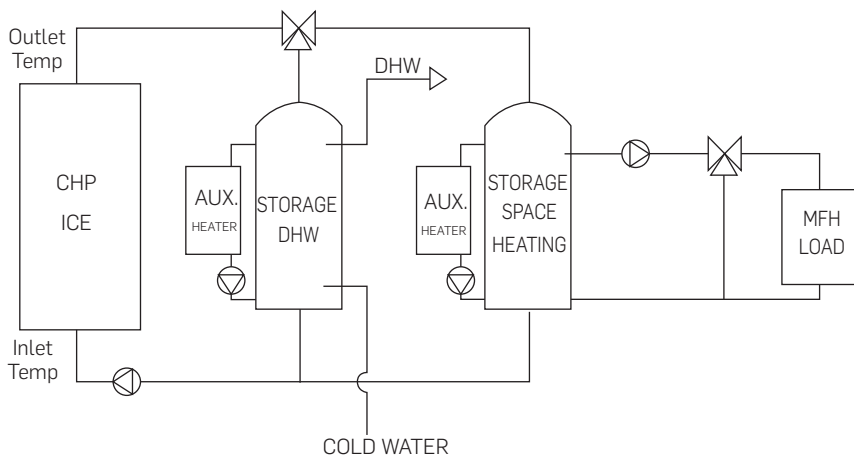 Outlet
Temp
CHP
ICE
Inlet
Temp
DHW
AUX.
HEATER
STORAGE
DHW
AUX.
HEATER
STORAGE
SPACE
HEATING
MFH
LOAD
COLD WATER